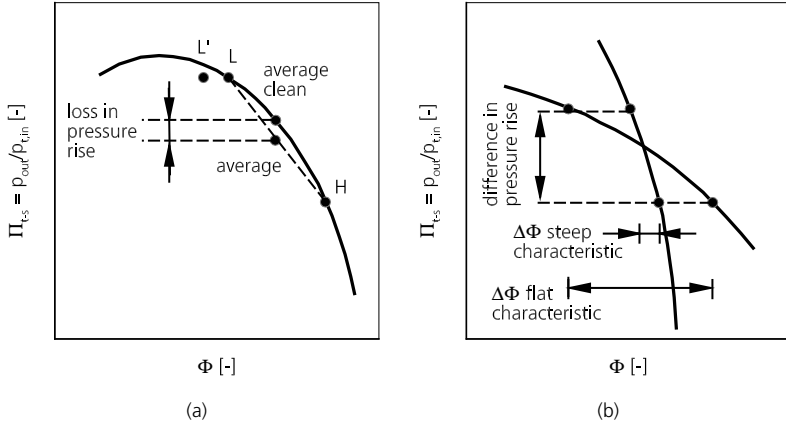 Π_t-s = p_out/p_t,in [-]
L'
L
average
clean
loss in
pressure
rise
average
H
Φ [-]
(a)
Π_t-s = p_out/p_t,in [-]
difference in
pressure rise
ΔΦ steep
characteristic
ΔΦ flat
characteristic
Φ [-]
(b)